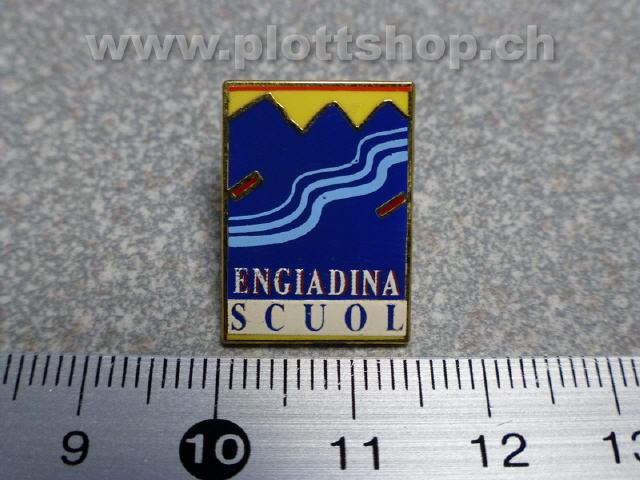 www.plottshop.ch
ENGIADINA
SCUOL
9 10 11 12 13